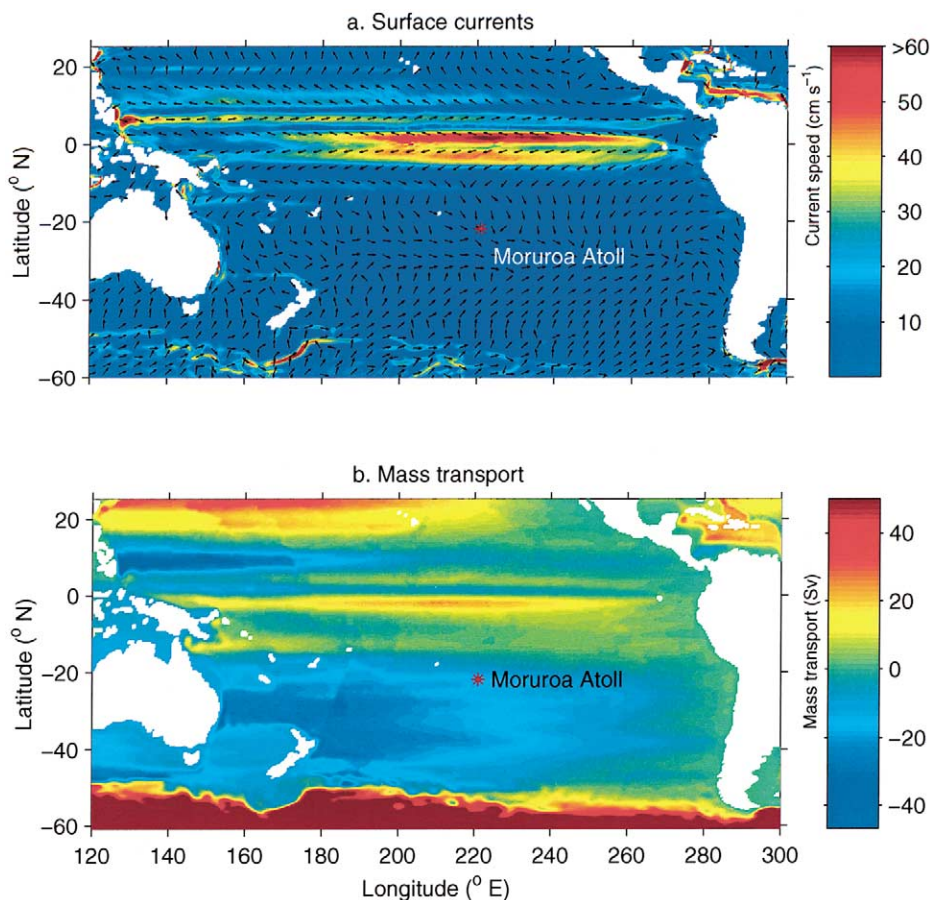 a. Surface currents
20
0
−20
−40
−60
Latitude (° N)
Moruroa Atoll
>60
50
40
30
20
10
Current speed (cm s⁻¹)
b. Mass transport
20
0
−20
−40
−60
Latitude (° N)
Moruroa Atoll
120 140 160 180 200 220 240 260 280 300
Longitude (° E)
40
20
0
−20
−40
Mass transport (Sv)